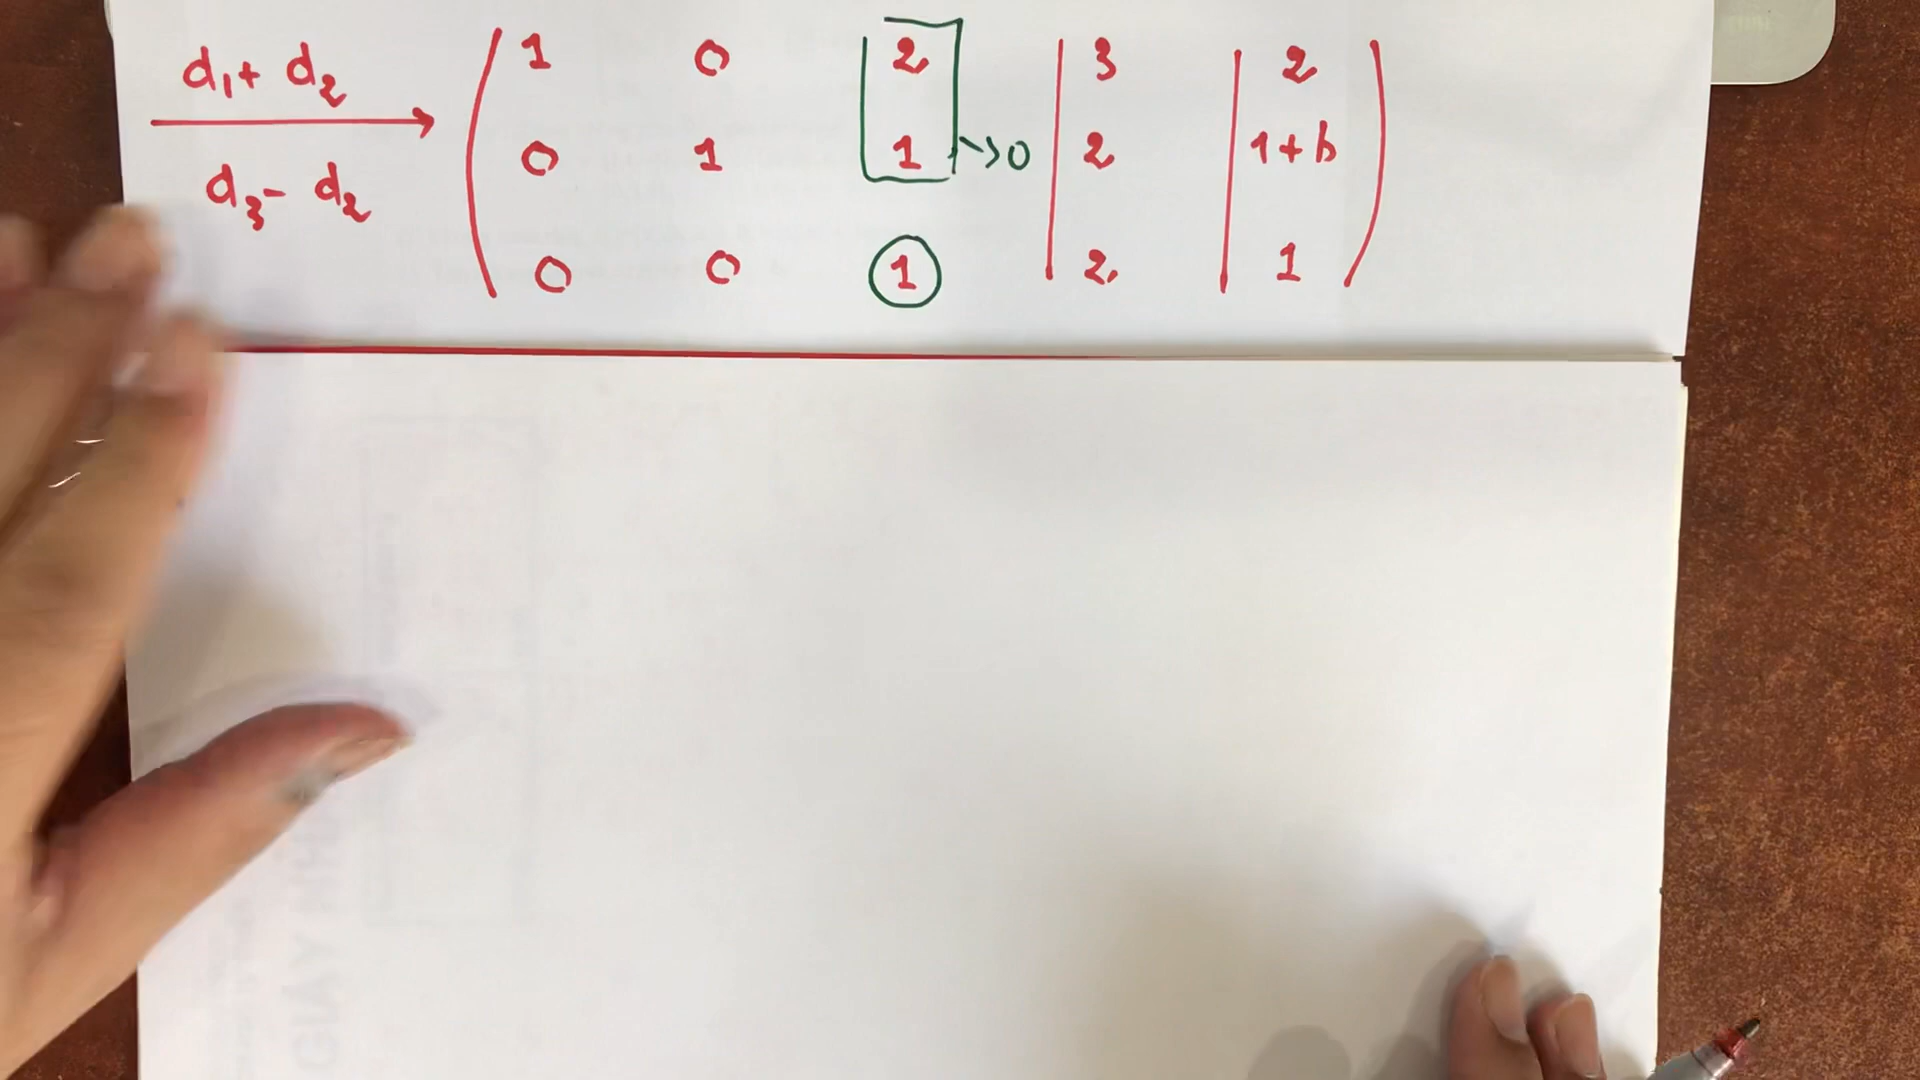 d₁ + d₂
d₃ - d₂
1 0 2 | 3 | 2
0 1 1 → 0 | 2 | 1 + b
0 0 1 | 2 | 1